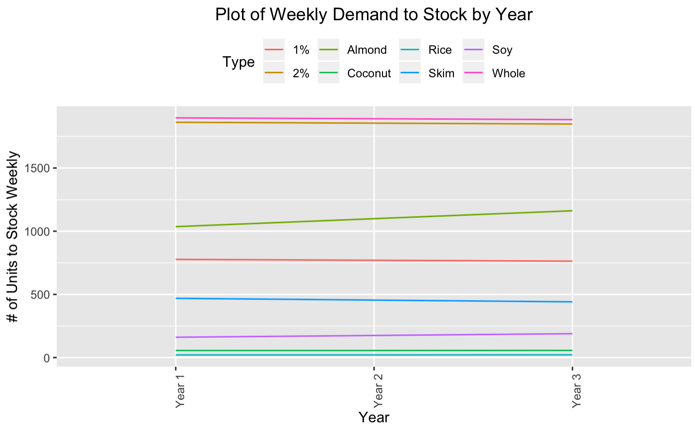 Plot of Weekly Demand to Stock by Year
Type
1% Almond Rice Soy
2% Coconut Skim Whole
# of Units to Stock Weekly
1500
1000
500
0
Year 1 Year 2 Year 3
Year